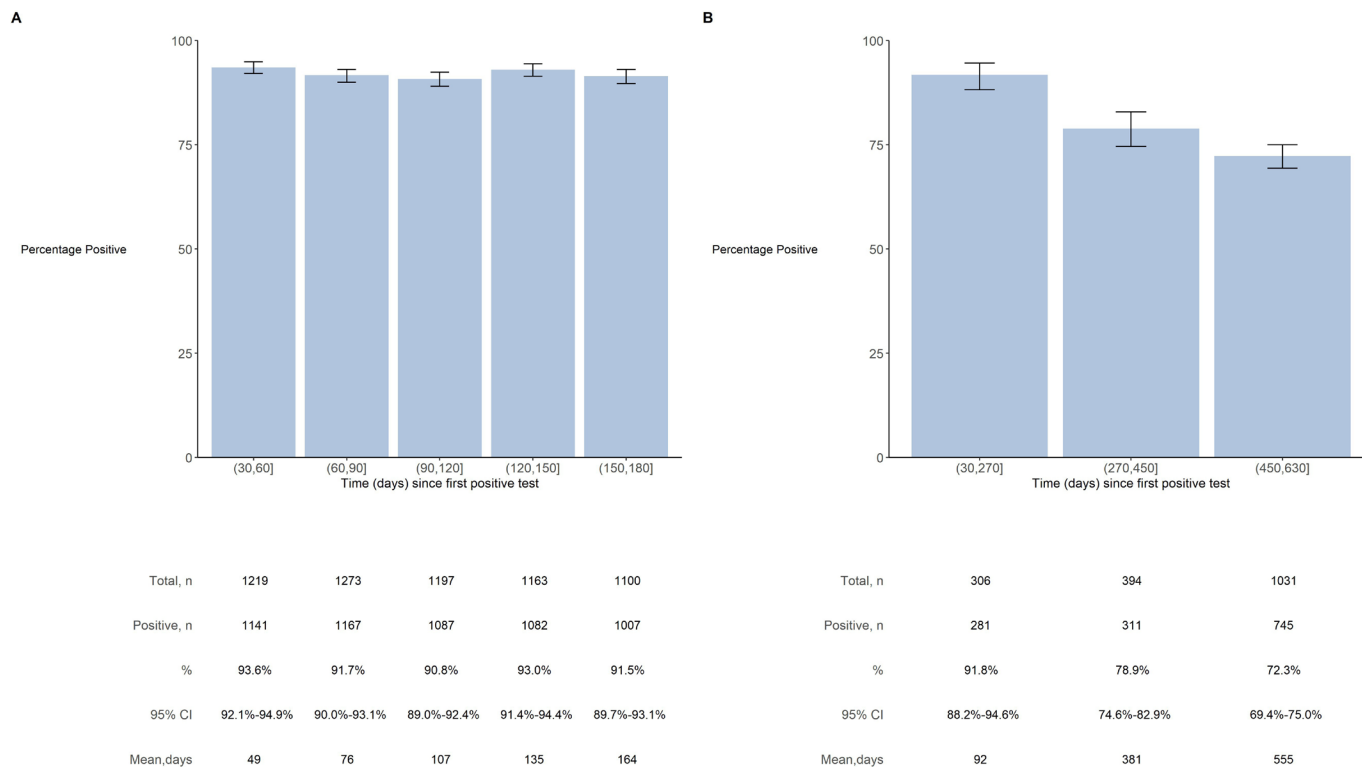 A
100
75
Percentage Positive
50
25
0
(30,60] (60,90] (90,120] (120,150] (150,180]
Time (days) since first positive test
Total, n 1219 1273 1197 1163 1100
Positive, n 1141 1167 1087 1082 1007
% 93.6% 91.7% 90.8% 93.0% 91.5%
95% CI 92.1%-94.9% 90.0%-93.1% 89.0%-92.4% 91.4%-94.4% 89.7%-93.1%
Mean,days 49 76 107 135 164
B
100
75
Percentage Positive
50
25
0
(30,270] (270,450] (450,630]
Time (days) since first positive test
Total, n 306 394 1031
Positive, n 281 311 745
% 91.8% 78.9% 72.3%
95% CI 88.2%-94.6% 74.6%-82.9% 69.4%-75.0%
Mean,days 92 381 555